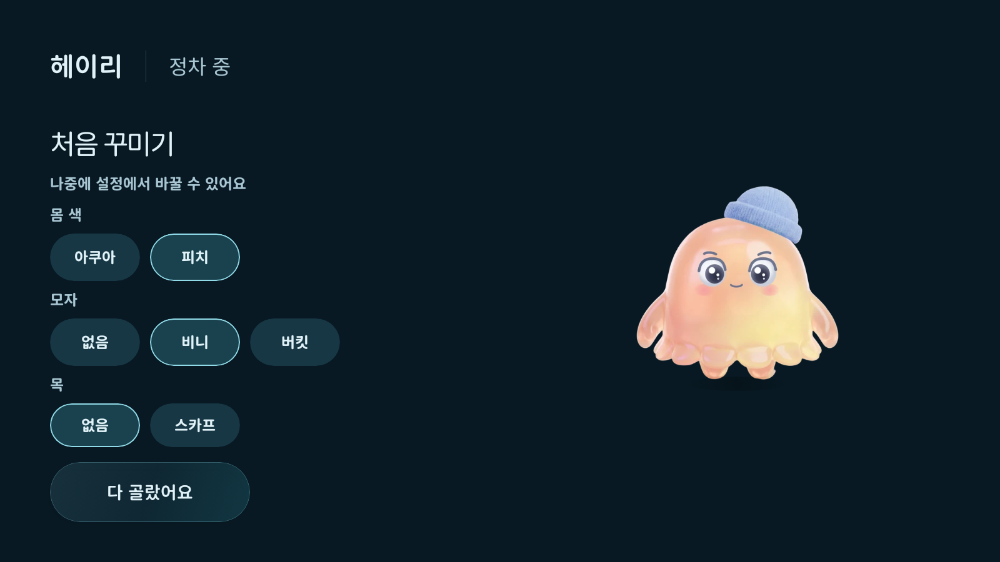 헤이리 정차 중
처음 꾸미기
나중에 설정에서 바꿀 수 있어요
몸 색
아쿠아 피치
모자
없음 비니 버킷
목
없음 스카프
다 골랐어요